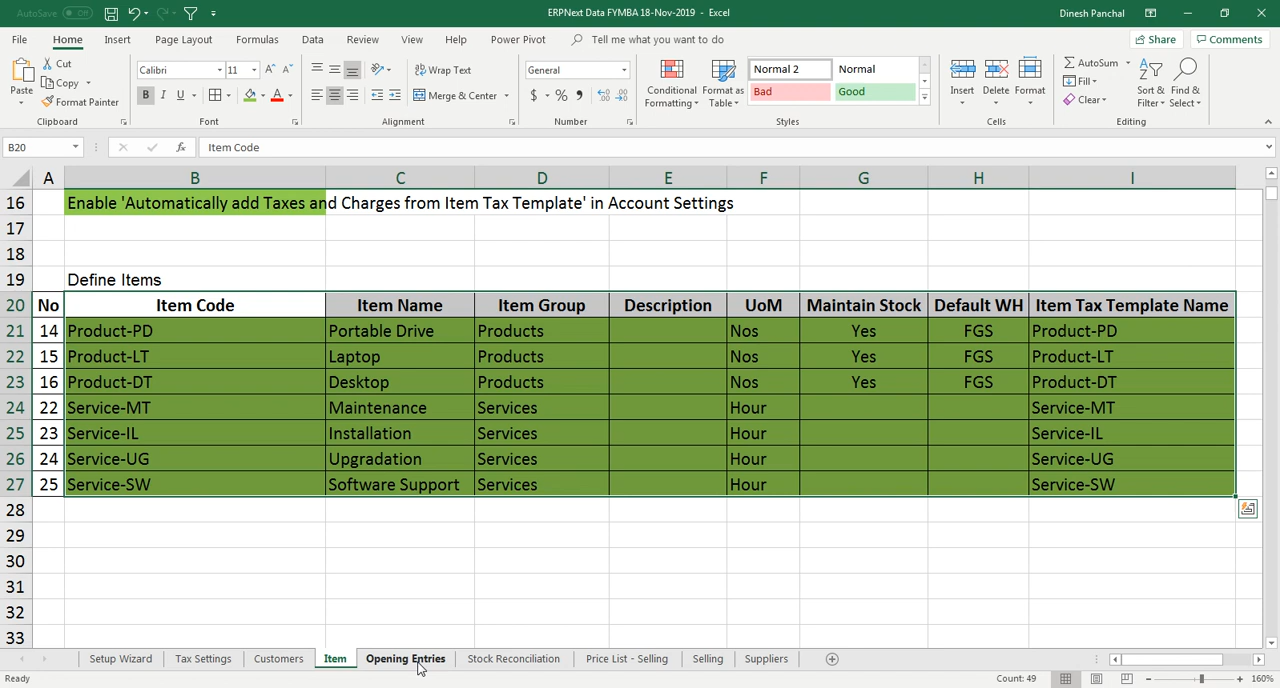 AutoSave Off ERPNext Data FYMBA 18-Nov-2019 - Excel Dinesh Panchal
File Home Insert Page Layout Formulas Data Review View Help Power Pivot Tell me what you want to do Share Comments
Paste Cut Copy Format Painter Clipboard
Calibri 11 B I U Font
Wrap Text Merge & Center Alignment
General $ % Number
Conditional Formatting Format as Table Normal 2 Normal Bad Good Styles
Insert Delete Format Cells
AutoSum Fill Clear Sort & Filter Find & Select Editing
B20 fx Item Code
A B C D E F G H I
16 Enable 'Automatically add Taxes and Charges from Item Tax Template' in Account Settings
17
18
19 Define Items
20 No Item Code Item Name Item Group Description UoM Maintain Stock Default WH Item Tax Template Name
21 14 Product-PD Portable Drive Products Nos Yes FGS Product-PD
22 15 Product-LT Laptop Products Nos Yes FGS Product-LT
23 16 Product-DT Desktop Products Nos Yes FGS Product-DT
24 22 Service-MT Maintenance Services Hour Service-MT
25 23 Service-IL Installation Services Hour Service-IL
26 24 Service-UG Upgradation Services Hour Service-UG
27 25 Service-SW Software Support Services Hour Service-SW
28
29
30
31
32
33
Setup Wizard Tax Settings Customers Item Opening Entries Stock Reconciliation Price List - Selling Selling Suppliers
Ready Count: 49 160%